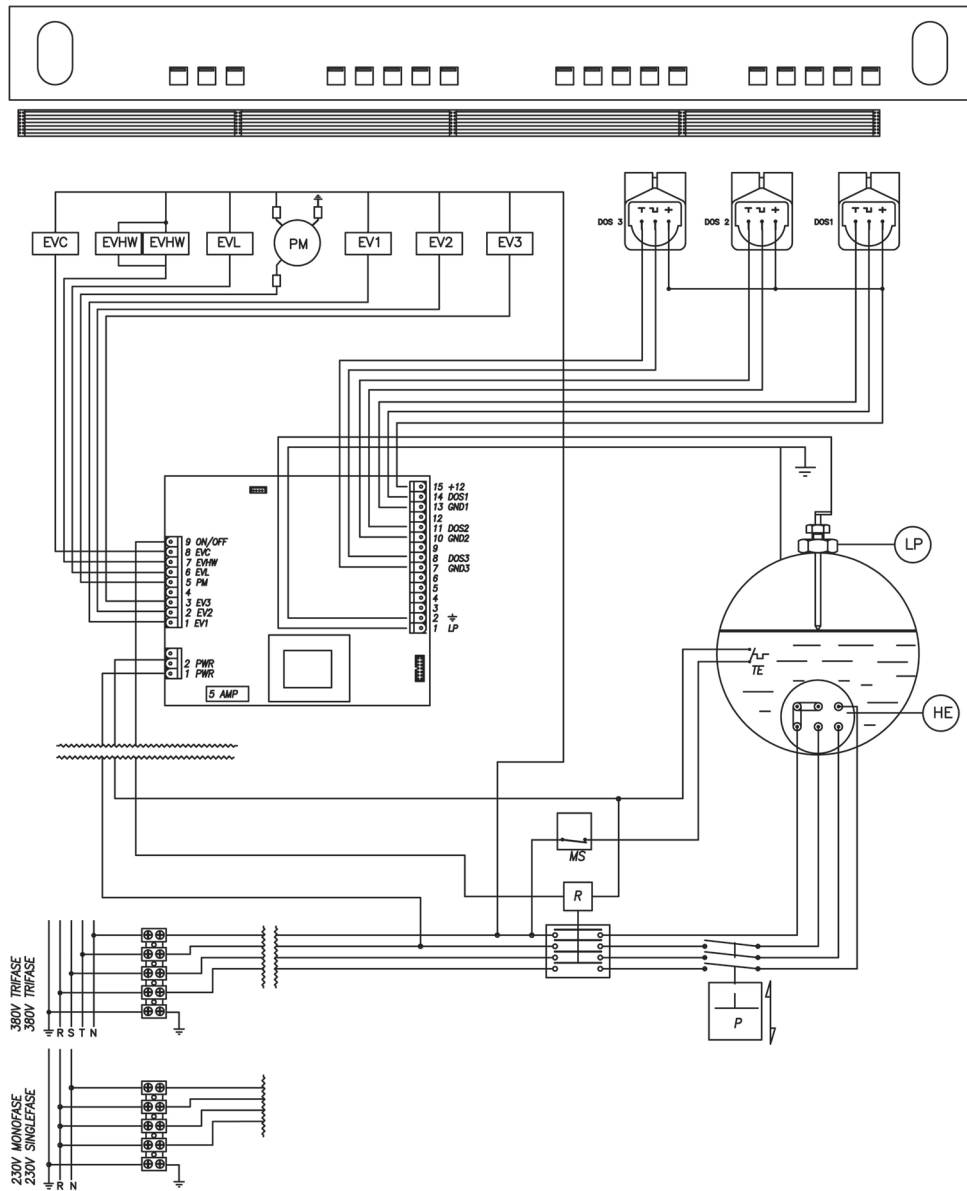 DOS 3
DOS 2
DOS1
EVC
EVHW
EVHW
EVL
PM
EV1
EV2
EV3
15 +12
14 DOS1
13 GND1
12
11 DOS2
10 GND2
9
8 DOS3
7 GND3
6
5
4
3
2
1 LP
9 ON/OFF
8 EVC
7 EVHW
6 EVL
5 PM
4
3 EV3
2 EV2
1 EV1
2 PWR
1 PWR
5 AMP
LP
TE
HE
MS
R
P
380V TRIFASE
380V TRIFASE
R S T N
230V MONOFASE
230V SINGLEFASE
R N